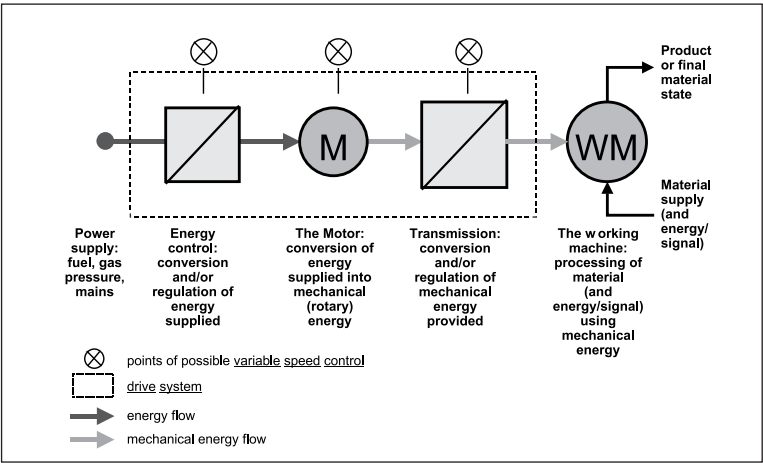 Product
or final
material
state
M
WM
Material
supply
(and
energy/
signal)
Power
supply:
fuel, gas
pressure,
mains
Energy
control:
conversion
and/or
regulation of
energy
supplied
The Motor:
conversion of
energy
supplied into
mechanical
(rotary)
energy
Transmission:
conversion
and/or
regulation of
mechanical
energy
provided
The working
machine:
processing of
material
(and
energy/signal)
using
mechanical
energy
points of possible variable speed control
drive system
energy flow
mechanical energy flow